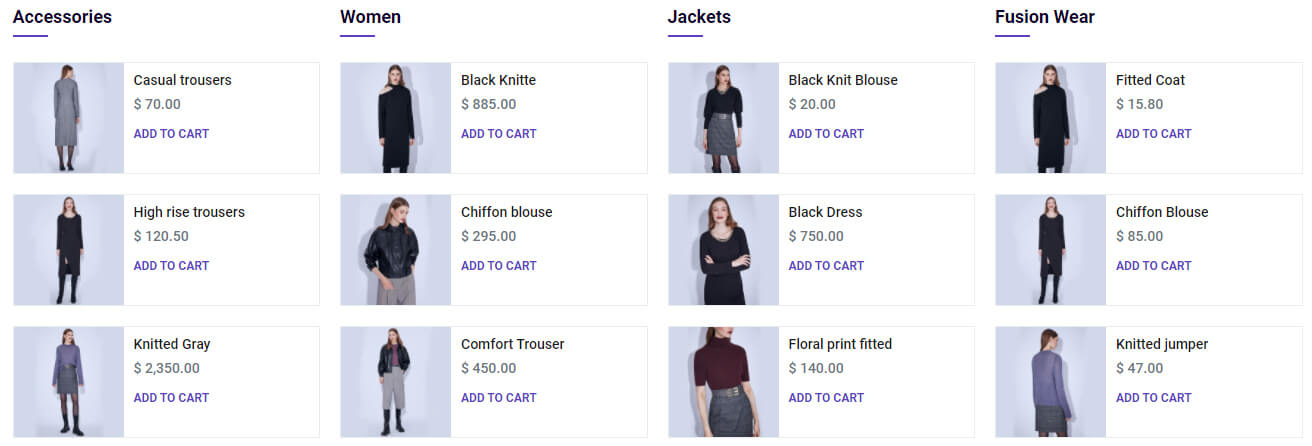 Accessories
Casual trousers
$ 70.00
ADD TO CART
High rise trousers
$ 120.50
ADD TO CART
Knitted Gray
$ 2,350.00
ADD TO CART
Women
Black Knitte
$ 885.00
ADD TO CART
Chiffon blouse
$ 295.00
ADD TO CART
Comfort Trouser
$ 450.00
ADD TO CART
Jackets
Black Knit Blouse
$ 20.00
ADD TO CART
Black Dress
$ 750.00
ADD TO CART
Floral print fitted
$ 140.00
ADD TO CART
Fusion Wear
Fitted Coat
$ 15.80
ADD TO CART
Chiffon Blouse
$ 85.00
ADD TO CART
Knitted jumper
$ 47.00
ADD TO CART